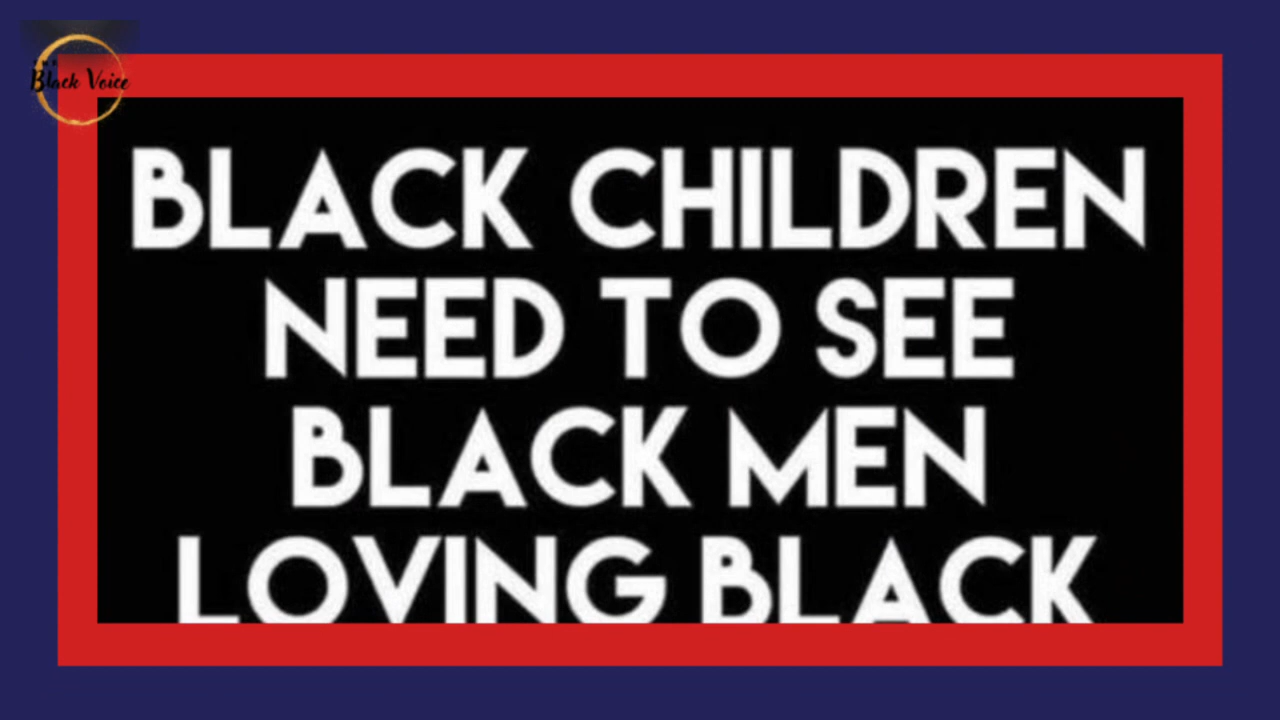 Black Voice
BLACK CHILDREN
NEED TO SEE
BLACK MEN
LOVING BLACK